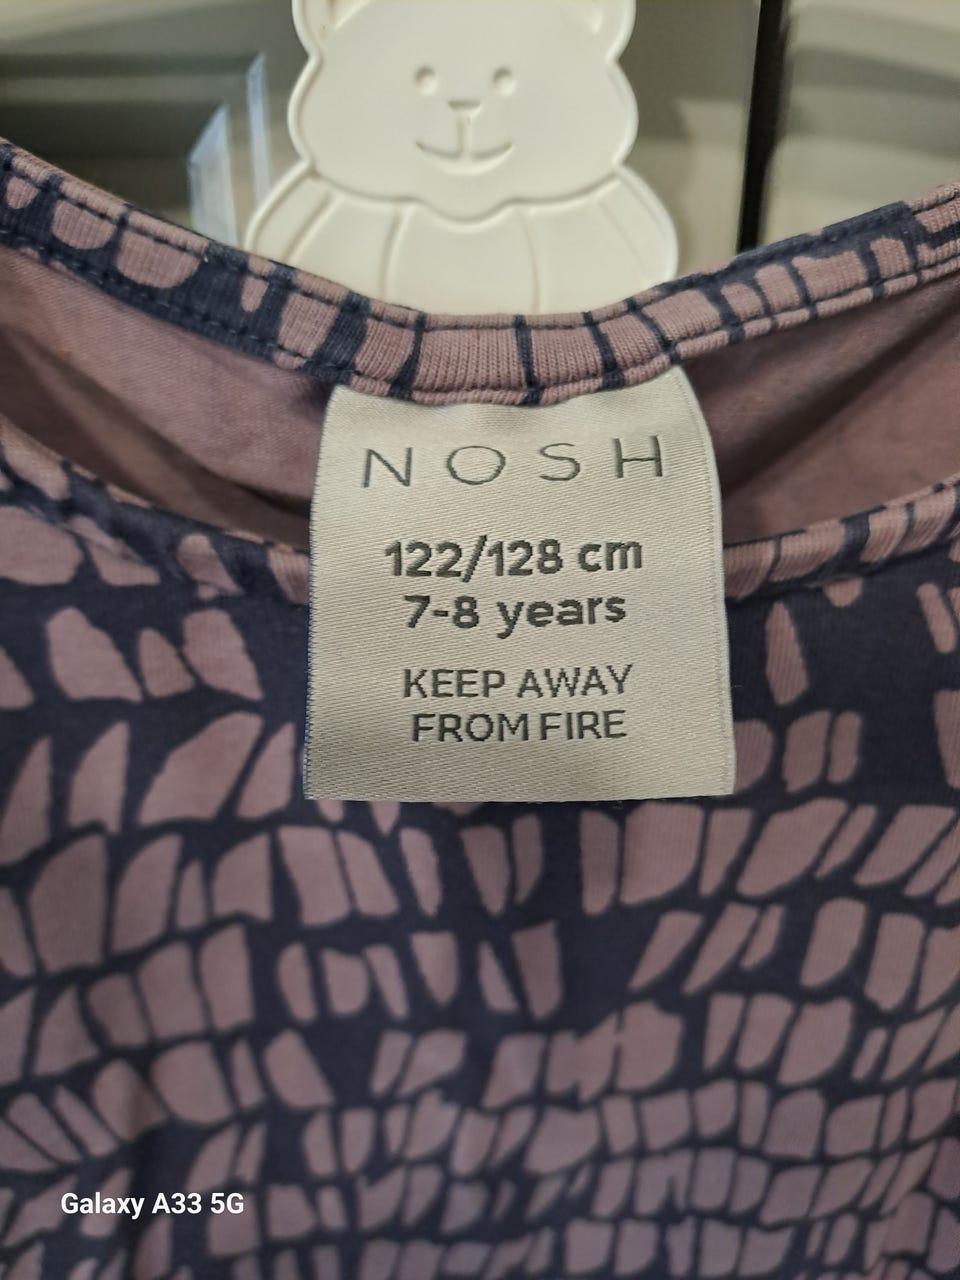 NOSH
122/128 cm
7-8 years
KEEP AWAY
FROM FIRE
Galaxy A33 5G